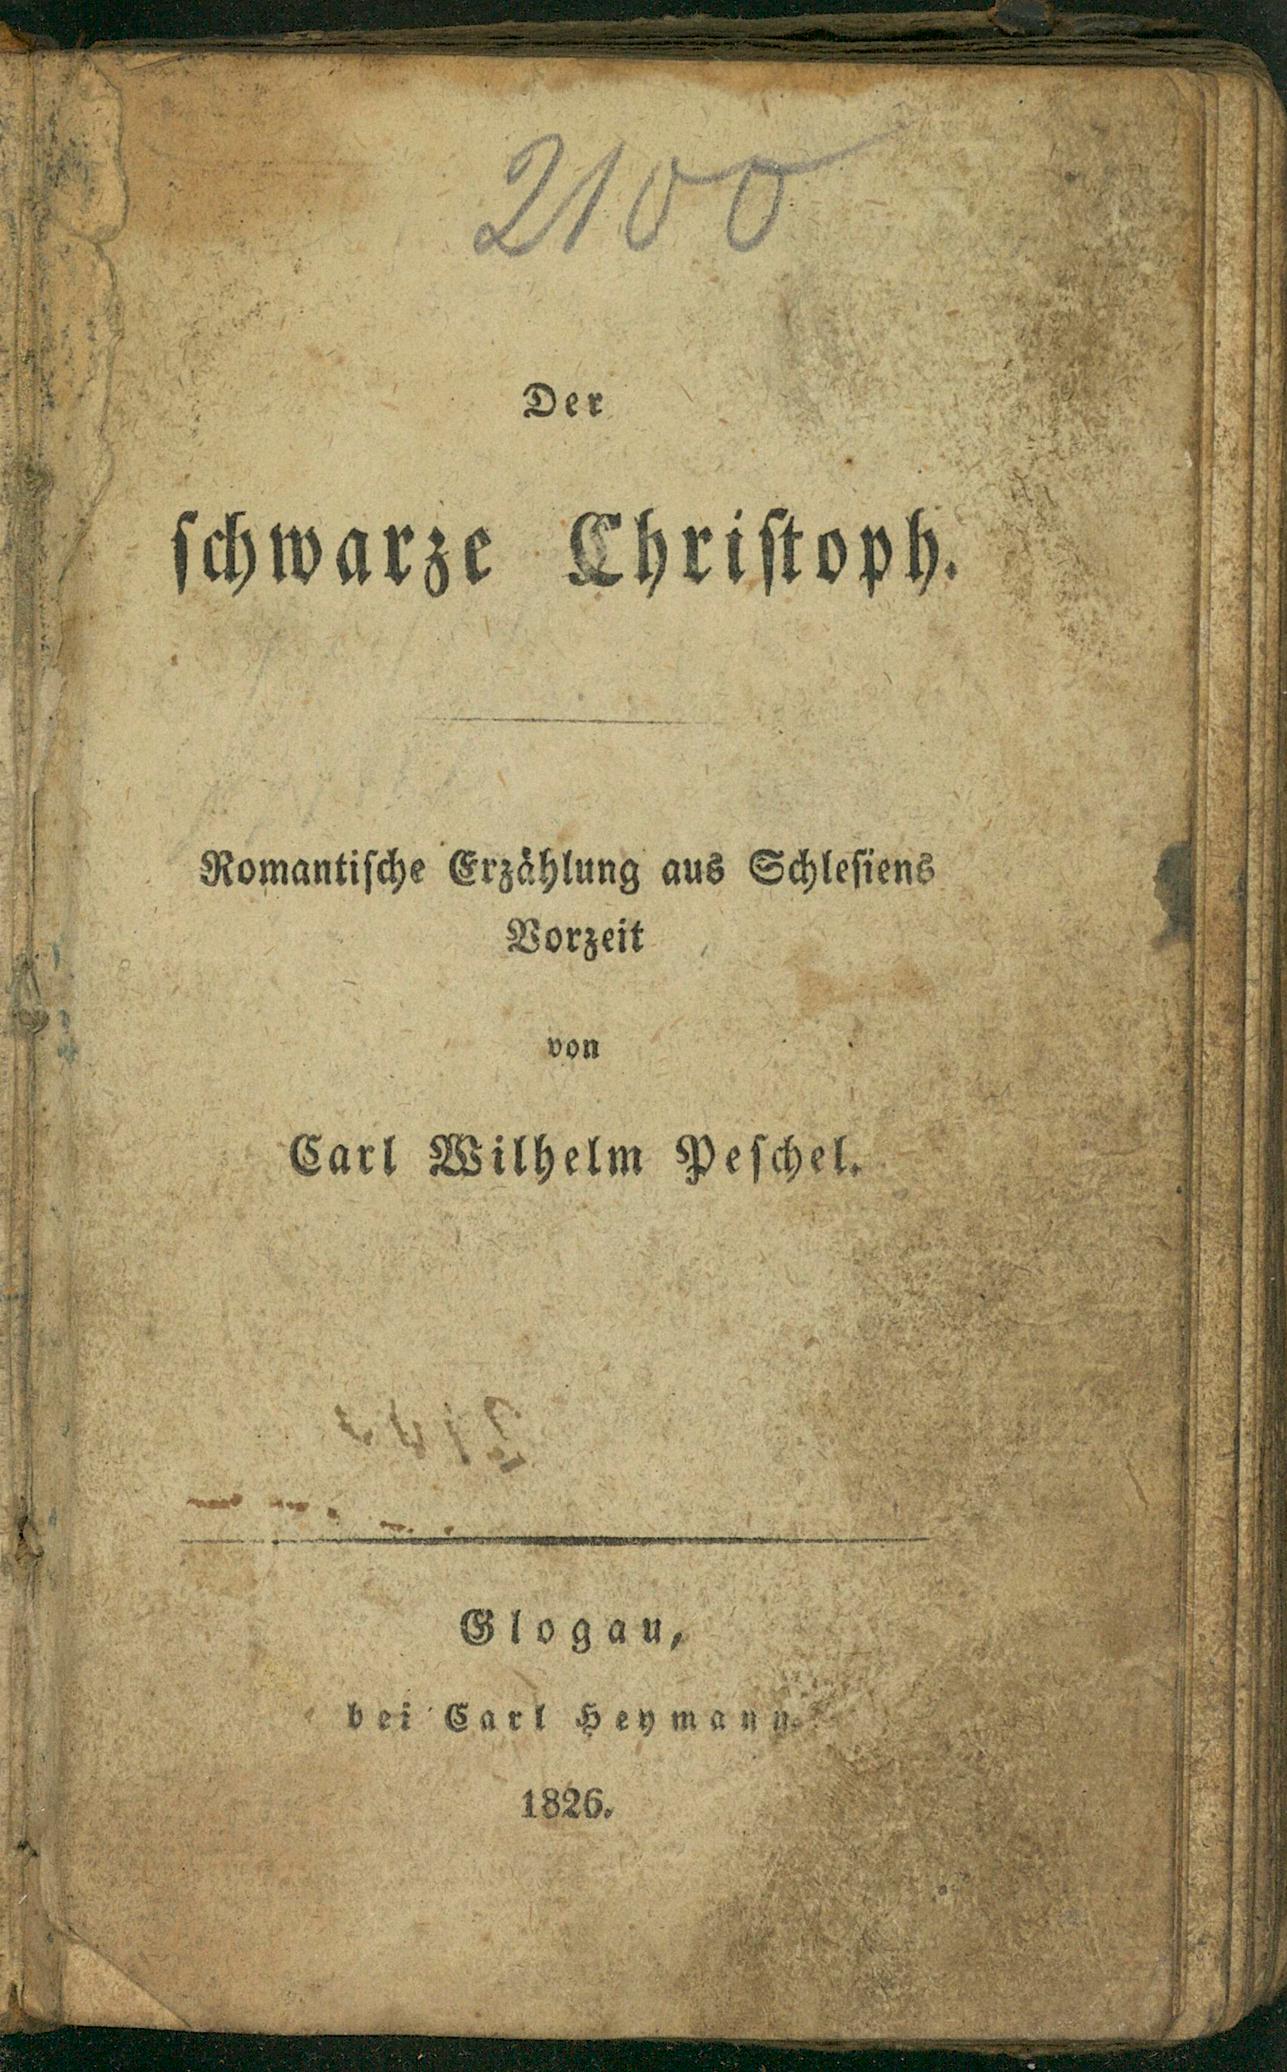 2100
Der
ſchwarze Chriſtoph.
Romantiſche Erzählung aus Schleſiens
Vorzeit
von
Carl Wilhelm Peſchel.
Glogau,
bei Carl Heymann.
1826.